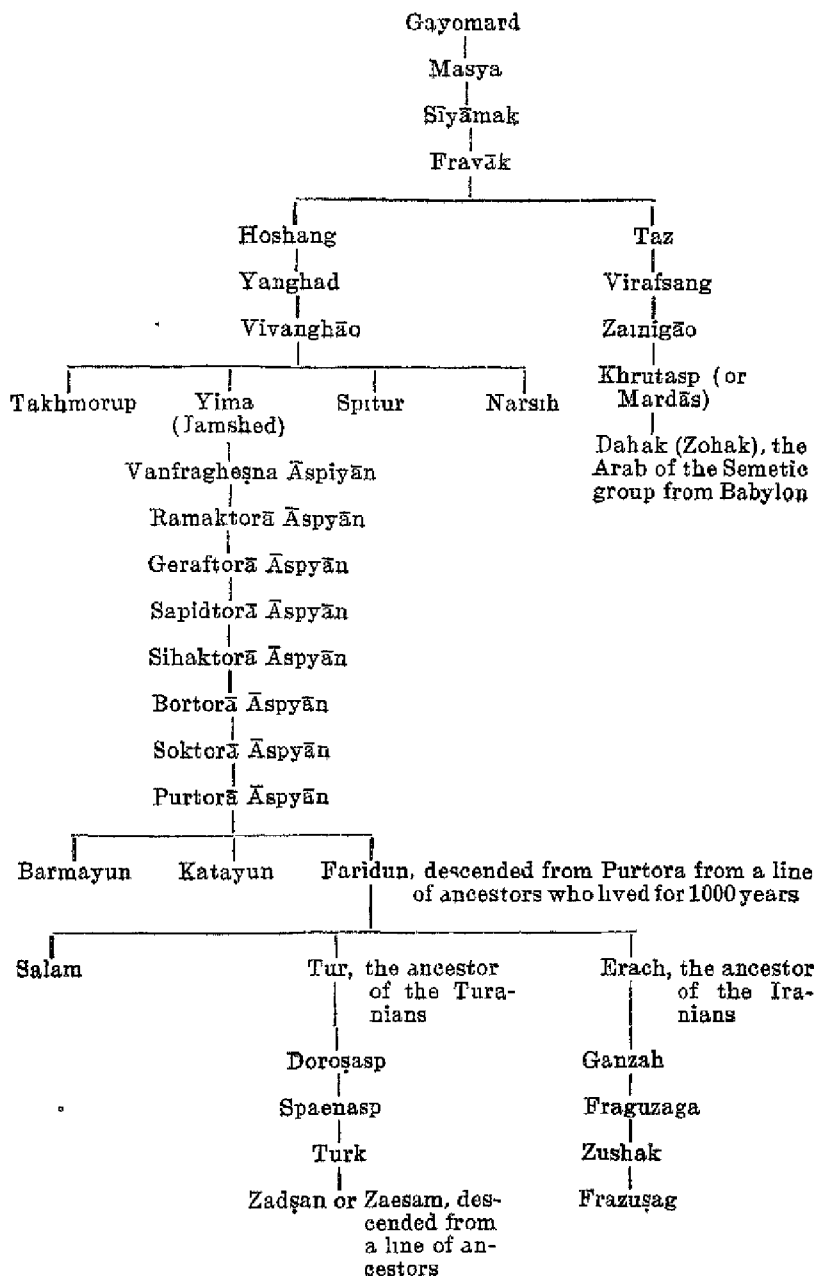 Gayomard
Masya
Sīyāmak
Fravāk
Hoshang Taz
Yanghad Virafsang
Vivanghāo Zainigāo
Takhmorup Yima Spitur Narsih Khrutasp (or
(Jamshed) Mardās)
Vanfragheṣna Āspiyān Dahak (Zohak), the
Arab of the Semetic
group from Babylon
Ramaktorā Āspyān
Geraftorā Āspyān
Sapidtorā Āspyān
Sihaktorā Āspyān
Bortorā Āspyān
Soktorā Āspyān
Purtorā Āspyān
Barmayun Katayun Faridun, descended from Purtora from a line
of ancestors who lived for 1000 years
Salam Tur, the ancestor Erach, the ancestor
of the Tura- of the Ira-
nians nians
Doroṣasp Ganzah
Spaenasp Fraguzaga
Turk Zushak
Zadṣan or Zaesam, des- Frazuṣag
cended from
a line of an-
cestors